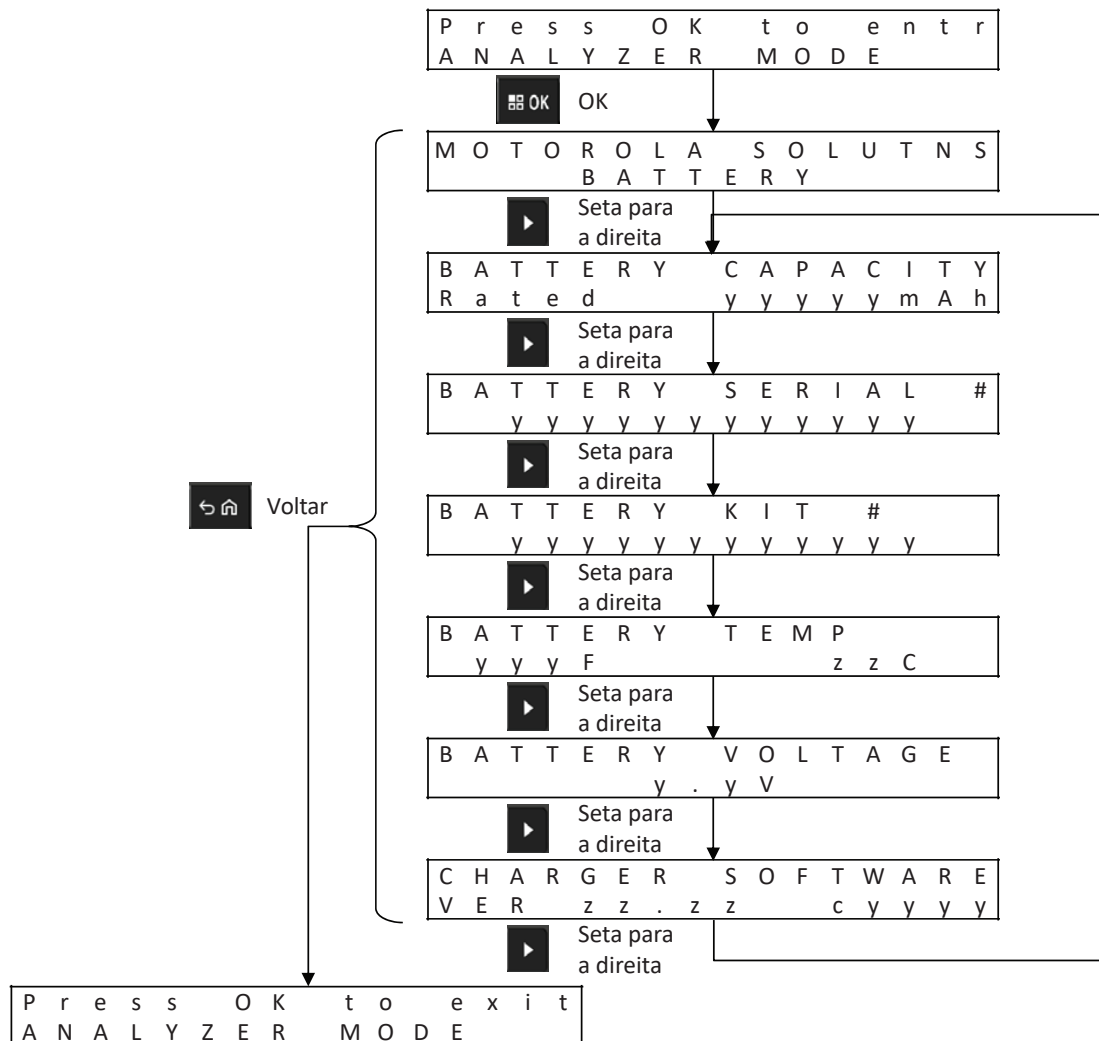 Press OK to entr
ANALYZER MODE
OK OK
MOTOROLA SOLUTNS
BATTERY
Seta para
a direita
BATTERY CAPACITY
Rated yyyyymAh
Seta para
a direita
BATTERY SERIAL #
yyyyyyyyyyyy
Seta para
a direita
Voltar
BATTERY KIT #
yyyyyyyyyyyy
Seta para
a direita
BATTERY TEMP
yyyF zzC
Seta para
a direita
BATTERY VOLTAGE
y.yV
Seta para
a direita
CHARGER SOFTWARE
VER zz.zz cyyyy
Seta para
a direita
Press OK to exit
ANALYZER MODE